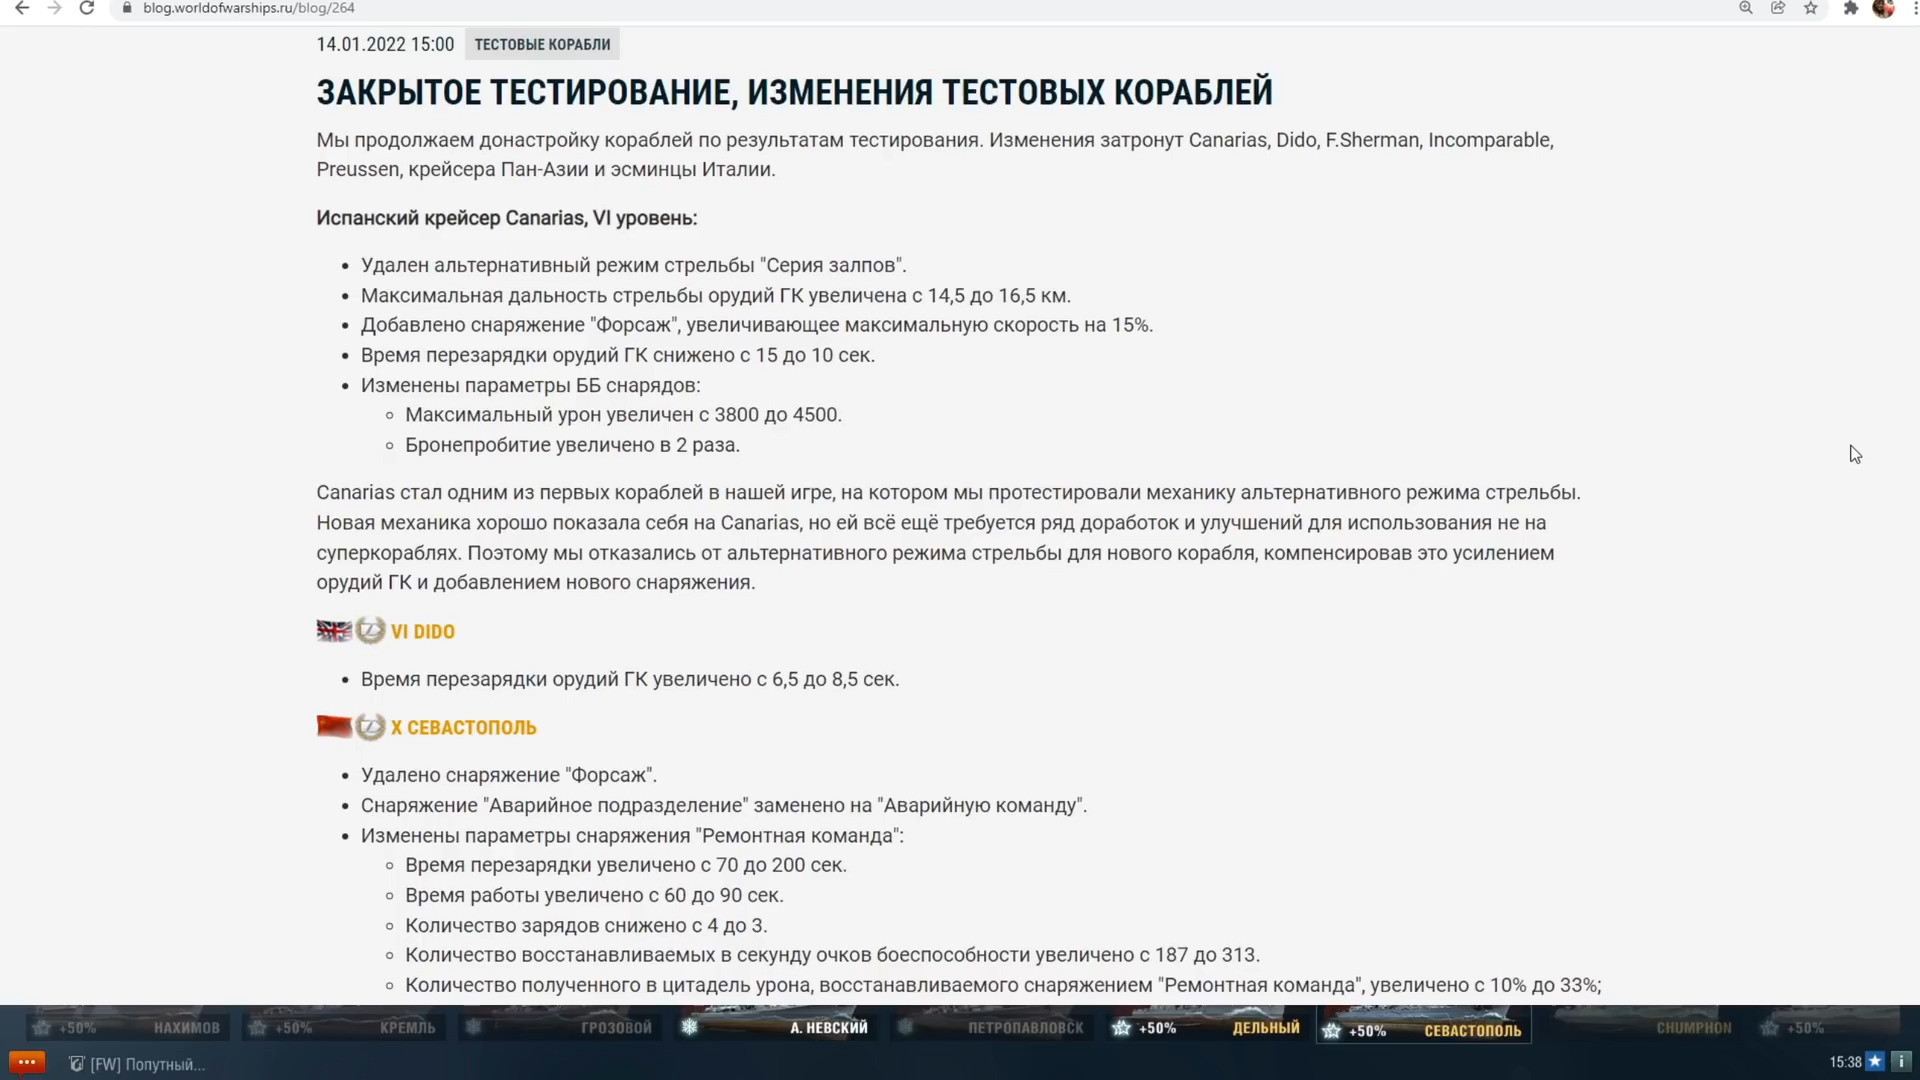 blog.worldofwarships.ru/blog/264
14.01.2022 15:00 ТЕСТОВЫЕ КОРАБЛИ
ЗАКРЫТОЕ ТЕСТИРОВАНИЕ, ИЗМЕНЕНИЯ ТЕСТОВЫХ КОРАБЛЕЙ
Мы продолжаем донастройку кораблей по результатам тестирования. Изменения затронут Canarias, Dido, F.Sherman, Incomparable,
Preussen, крейсера Пан-Азии и эсминцы Италии.
Испанский крейсер Canarias, VI уровень:
• Удален альтернативный режим стрельбы "Серия залпов".
• Максимальная дальность стрельбы орудий ГК увеличена с 14,5 до 16,5 км.
• Добавлено снаряжение "Форсаж", увеличивающее максимальную скорость на 15%.
• Время перезарядки орудий ГК снижено с 15 до 10 сек.
• Изменены параметры ББ снарядов:
◦ Максимальный урон увеличен с 3800 до 4500.
◦ Бронепробитие увеличено в 2 раза.
Canarias стал одним из первых кораблей в нашей игре, на котором мы протестировали механику альтернативного режима стрельбы.
Новая механика хорошо показала себя на Canarias, но ей всё ещё требуется ряд доработок и улучшений для использования не на
суперкораблях. Поэтому мы отказались от альтернативного режима стрельбы для нового корабля, компенсировав это усилением
орудий ГК и добавлением нового снаряжения.
VI DIDO
• Время перезарядки орудий ГК увеличено с 6,5 до 8,5 сек.
X СЕВАСТОПОЛЬ
• Удалено снаряжение "Форсаж".
• Снаряжение "Аварийное подразделение" заменено на "Аварийную команду".
• Изменены параметры снаряжения "Ремонтная команда":
◦ Время перезарядки увеличено с 70 до 200 сек.
◦ Время работы увеличено с 60 до 90 сек.
◦ Количество зарядов снижено с 4 до 3.
◦ Количество восстанавливаемых в секунду очков боеспособности увеличено с 187 до 313.
◦ Количество полученного в цитадель урона, восстанавливаемого снаряжением "Ремонтная команда", увеличено с 10% до 33%;
+50% НАХИМОВ +50% КРЕМЛЬ ГРОЗОВОЙ А. НЕВСКИЙ ПЕТРОПАВЛОВСК +50% ДЕЛЬНЫЙ +50% СЕВАСТОПОЛЬ CHUMPHON +50%
[FW] Попутный... 15:38